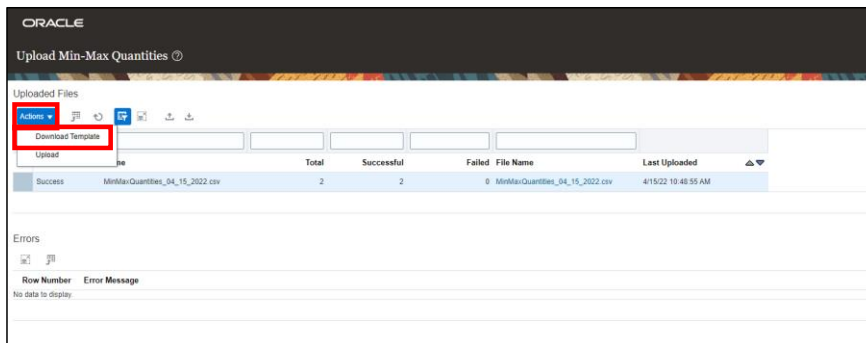 ORACLE
Upload Min-Max Quantities
Uploaded Files
Actions
Download Template
Upload
Total Successful Failed File Name Last Uploaded
Success MinMaxQuantities_04_15_2022.csv 2 2 0 MinMaxQuantities_04_15_2022.csv 4/15/22 10:48:55 AM
Errors
Row Number Error Message
No data to display.